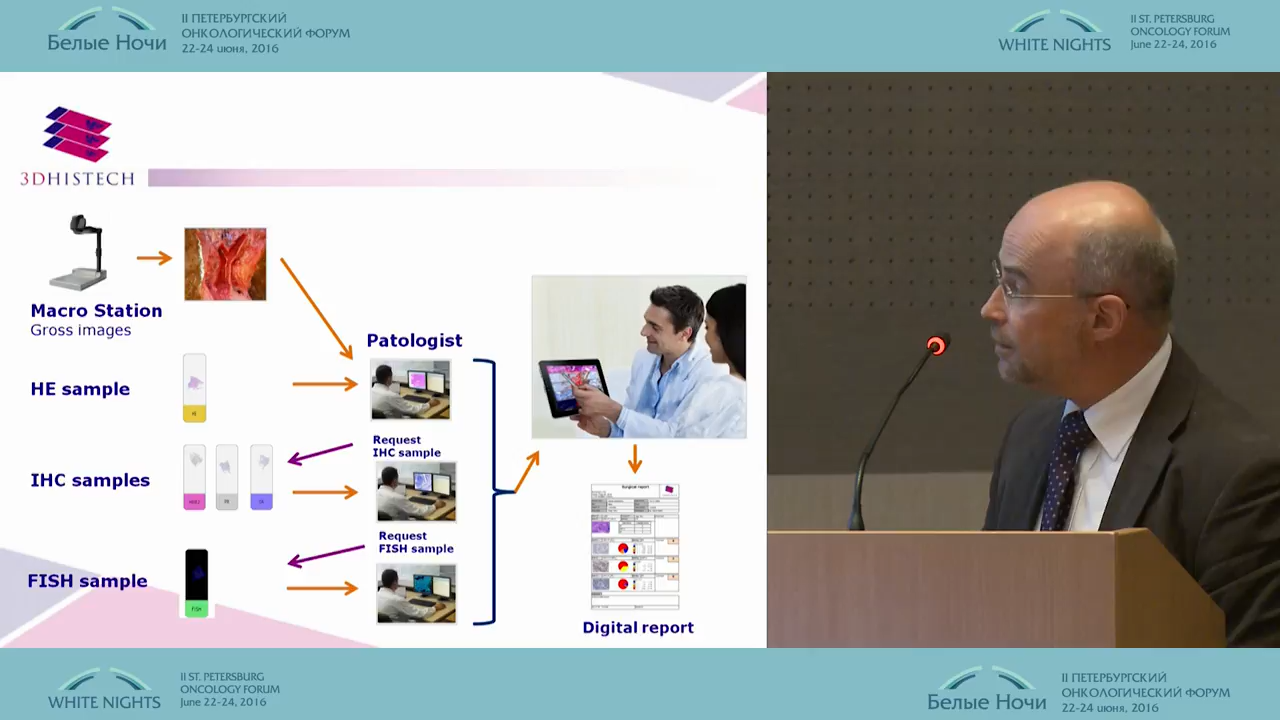 II ПЕТЕРБУРГСКИЙ
ОНКОЛОГИЧЕСКИЙ ФОРУМ
22-24 июня, 2016
Белые Ночи
WHITE NIGHTS
II ST. PETERSBURG
ONCOLOGY FORUM
June 22-24, 2016
3DHISTECH
Macro Station
Gross images
Patologist
HE sample
Request
IHC sample
IHC samples
Request
FISH sample
FISH sample
FISH
Surgical report
Digital report
WHITE NIGHTS
II ST. PETERSBURG
ONCOLOGY FORUM
June 22-24, 2016
Белые Ночи
II ПЕТЕРБУРГСКИЙ
ОНКОЛОГИЧЕСКИЙ ФОРУМ
22-24 июня, 2016